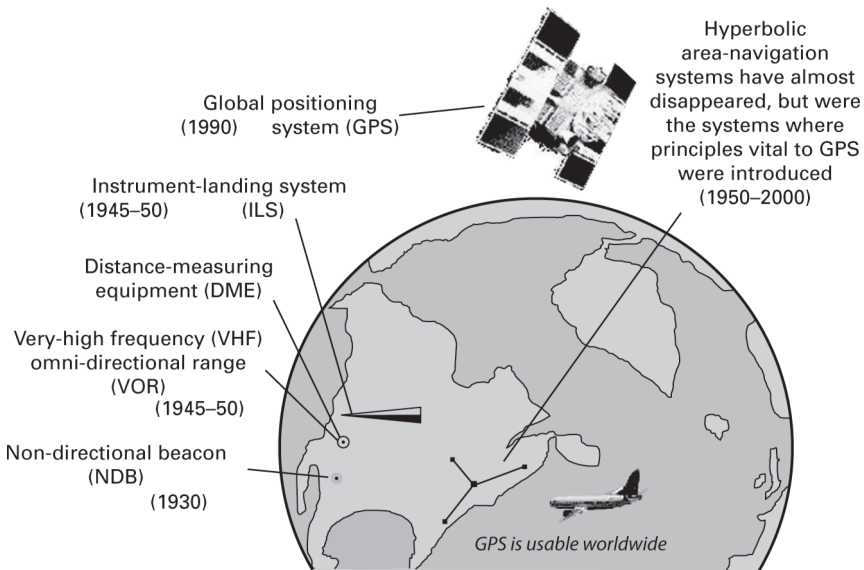 Hyperbolic
area-navigation
systems have almost
disappeared, but were
the systems where
principles vital to GPS
were introduced
(1950–2000)
Global positioning
(1990) system (GPS)
Instrument-landing system
(1945–50) (ILS)
Distance-measuring
equipment (DME)
Very-high frequency (VHF)
omni-directional range
(VOR)
(1945–50)
Non-directional beacon
(NDB)
(1930)
GPS is usable worldwide